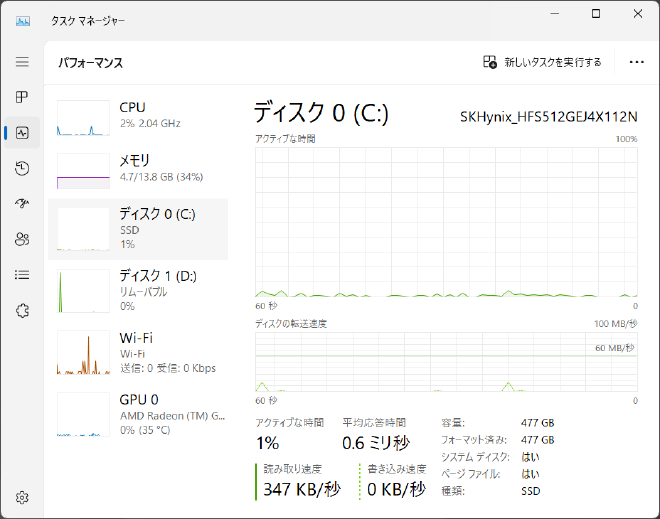 タスク マネージャー
パフォーマンス
新しいタスクを実行する
CPU
2% 2.04 GHz
メモリ
4.7/13.8 GB (34%)
ディスク 0 (C:)
SSD
1%
ディスク 1 (D:)
リムーバブル
0%
Wi-Fi
Wi-Fi
送信: 0 受信: 0 Kbps
GPU 0
AMD Radeon (TM) G...
0% (35 °C)
ディスク 0 (C:)
SKHynix_HFS512GEJ4X112N
アクティブな時間
100%
60 秒
0
ディスクの転送速度
100 MB/秒
60 MB/秒
60 秒
0
アクティブな時間
1%
平均応答時間
0.6 ミリ秒
読み取り速度
347 KB/秒
書き込み速度
0 KB/秒
容量: 477 GB
フォーマット済み: 477 GB
システム ディスク: はい
ページ ファイル: はい
種類: SSD